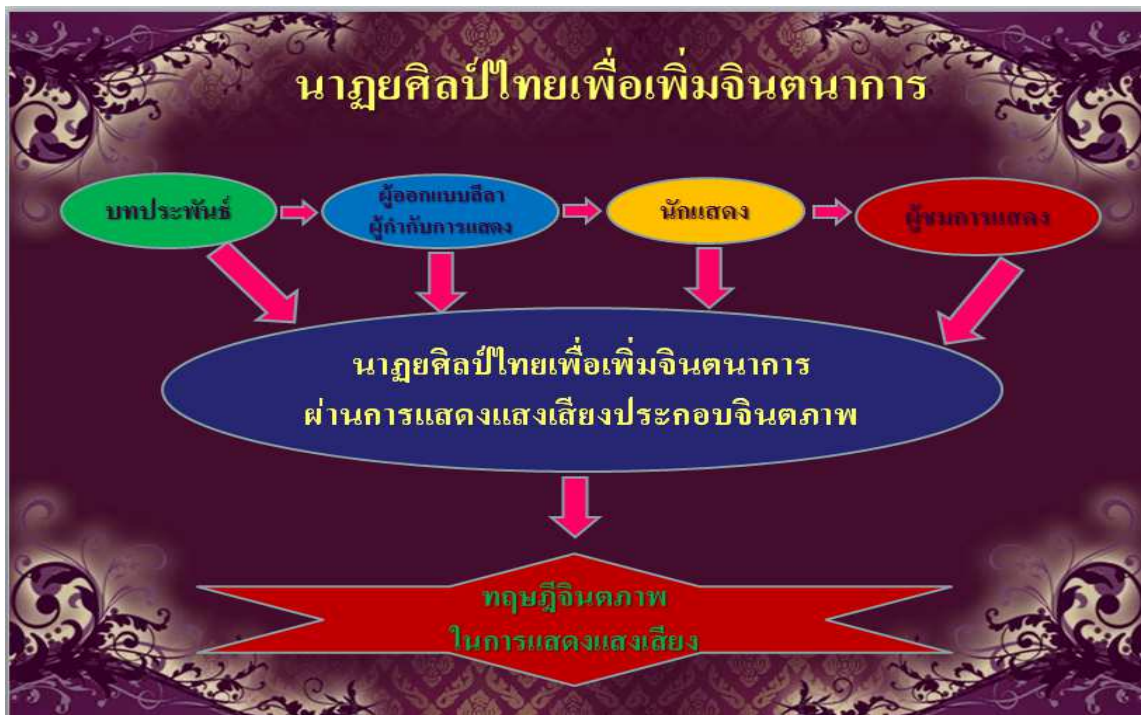 นาฏยศิลป์ไทยเพื่อเพิ่มจินตนาการ
บทประพันธ์
ผู้ออกแบบลีลา
ผู้กำกับการแสดง
นักแสดง
ผู้ชมการแสดง
นาฏยศิลป์ไทยเพื่อเพิ่มจินตนาการ
ผ่านการแสดงแสงเสียงประกอบจินตภาพ
ทฤษฎีจินตภาพ
ในการแสดงแสงเสียง